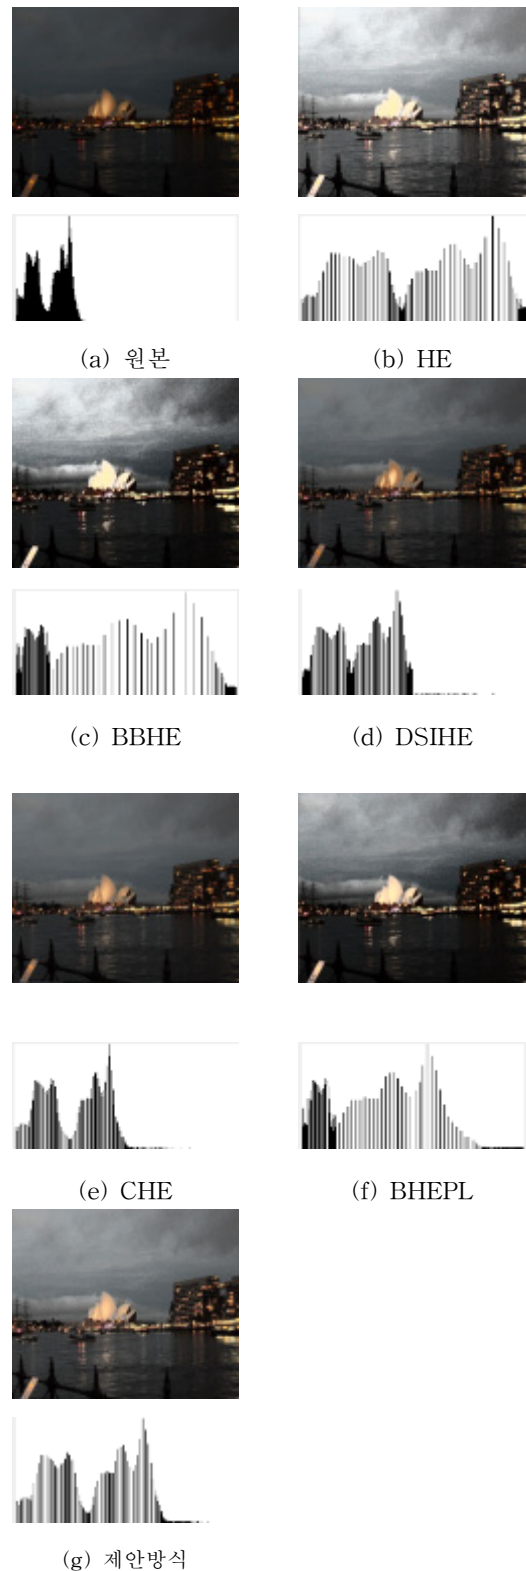 (a) 원본
(b) HE
(c) BBHE
(d) DSIHE
(e) CHE
(f) BHEPL
(g) 제안방식